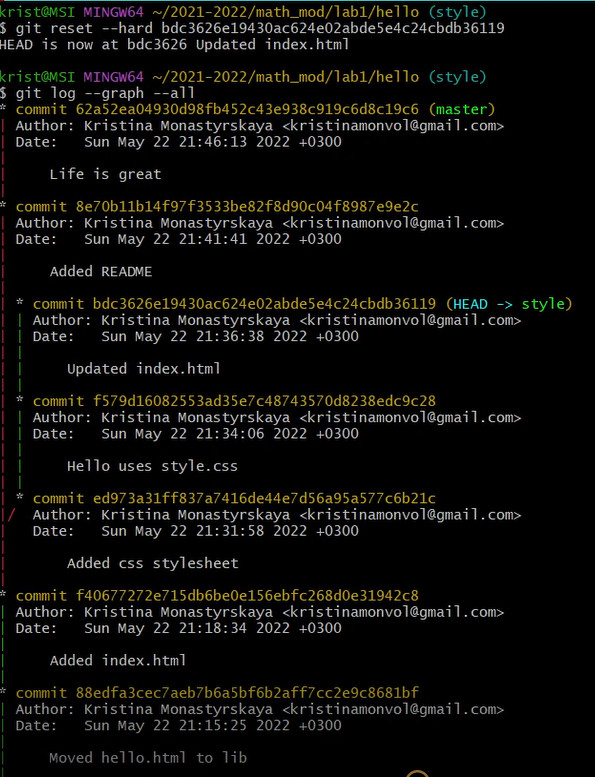 krist@MSI MINGW64 ~/2021-2022/math_mod/lab1/hello (style)
$ git reset --hard bdc3626e19430ac624e02abde5e4c24cbdb36119
HEAD is now at bdc3626 Updated index.html
krist@MSI MINGW64 ~/2021-2022/math_mod/lab1/hello (style)
$ git log --graph --all
* commit 62a52ea04930d98fb452c43e938c919c6d8c19c6 (master)
| Author: Kristina Monastyrskaya <kristinamonvol@gmail.com>
| Date:   Sun May 22 21:46:13 2022 +0300
|
|     Life is great
|
* commit 8e70b11b14f97f3533be82f8d90c04f8987e9e2c
| Author: Kristina Monastyrskaya <kristinamonvol@gmail.com>
| Date:   Sun May 22 21:41:41 2022 +0300
|
|     Added README
|
| * commit bdc3626e19430ac624e02abde5e4c24cbdb36119 (HEAD -> style)
| | Author: Kristina Monastyrskaya <kristinamonvol@gmail.com>
| | Date:   Sun May 22 21:36:38 2022 +0300
| |
| |     Updated index.html
| |
| * commit f579d16082553ad35e7c48743570d8238edc9c28
| | Author: Kristina Monastyrskaya <kristinamonvol@gmail.com>
| | Date:   Sun May 22 21:34:06 2022 +0300
| |
| |     Hello uses style.css
| |
| * commit ed973a31ff837a7416de44e7d56a95a577c6b21c
|/  Author: Kristina Monastyrskaya <kristinamonvol@gmail.com>
|   Date:   Sun May 22 21:31:58 2022 +0300
|
|       Added css stylesheet
|
* commit f40677272e715db6be0e156ebfc268d0e31942c8
| Author: Kristina Monastyrskaya <kristinamonvol@gmail.com>
| Date:   Sun May 22 21:18:34 2022 +0300
|
|     Added index.html
|
* commit 88edfa3cec7aeb7b6a5bf6b2aff7cc2e9c8681bf
| Author: Kristina Monastyrskaya <kristinamonvol@gmail.com>
| Date:   Sun May 22 21:15:25 2022 +0300
|
|     Moved hello.html to lib